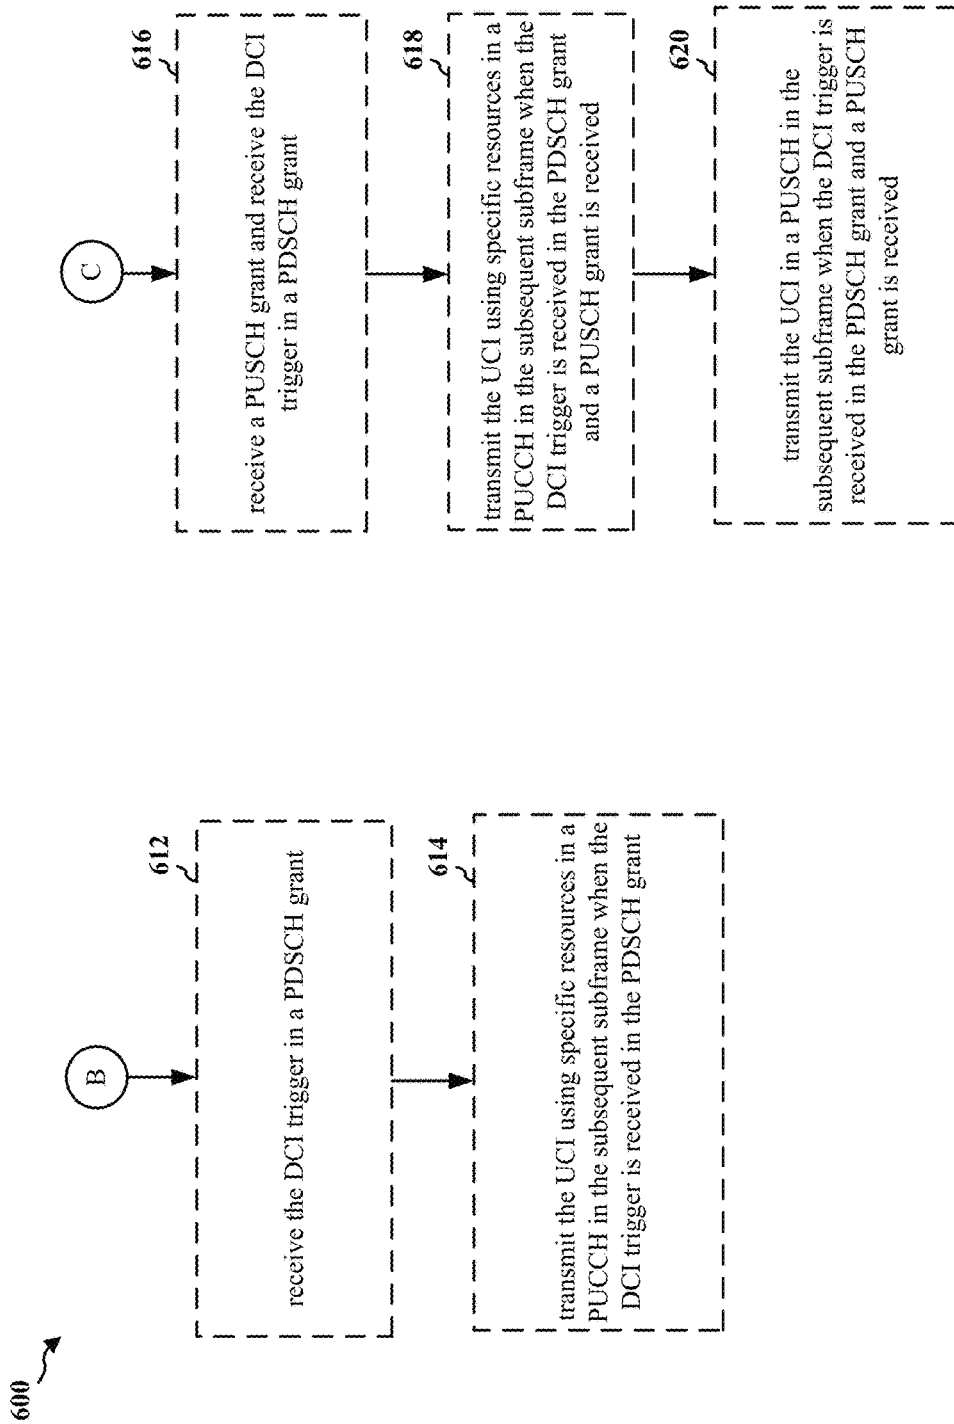 600
B
612
receive the DCI trigger in a PDSCH grant
614
transmit the UCI using specific resources in a
PUCCH in the subsequent subframe when the
DCI trigger is received in the PDSCH grant
C
616
receive a PUSCH grant and receive the DCI
trigger in a PDSCH grant
618
transmit the UCI using specific resources in a
PUCCH in the subsequent subframe when the
DCI trigger is received in the PDSCH grant
and a PUSCH grant is received
620
transmit the UCI in a PUSCH in the
subsequent subframe when the DCI trigger is
received in the PDSCH grant and a PUSCH
grant is received